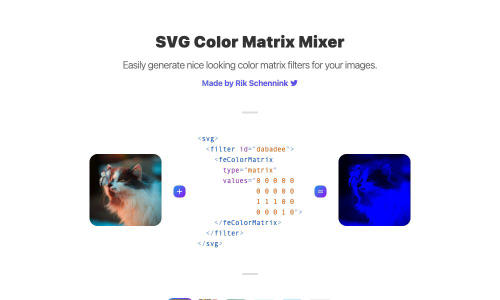 SVG Color Matrix Mixer
Easily generate nice looking color matrix filters for your images.
Made by Rik Schennink
<svg>
<filter id="dabadee">
<feColorMatrix
type="matrix"
values="0 0 0 0 0
0 0 0 0 0
1 1 1 0 0
0 0 0 1 0">
</feColorMatrix>
</filter>
</svg>